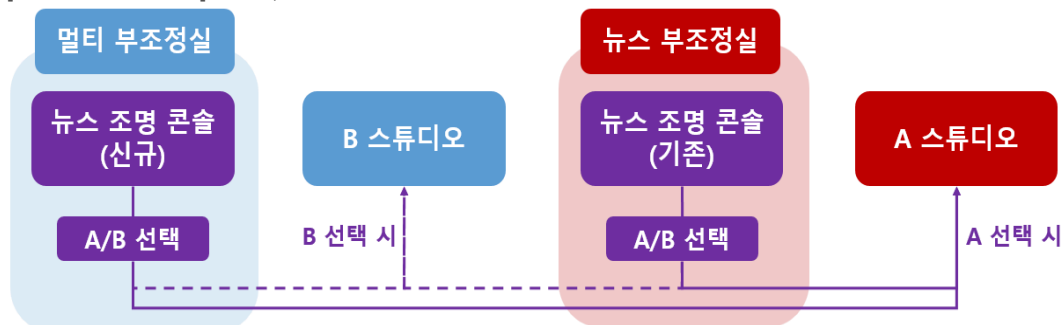 멀티 부조정실
뉴스 부조정실
뉴스 조명 콘솔
(신규)
B 스튜디오
뉴스 조명 콘솔
(기존)
A 스튜디오
A/B 선택
B 선택 시
A/B 선택
A 선택 시